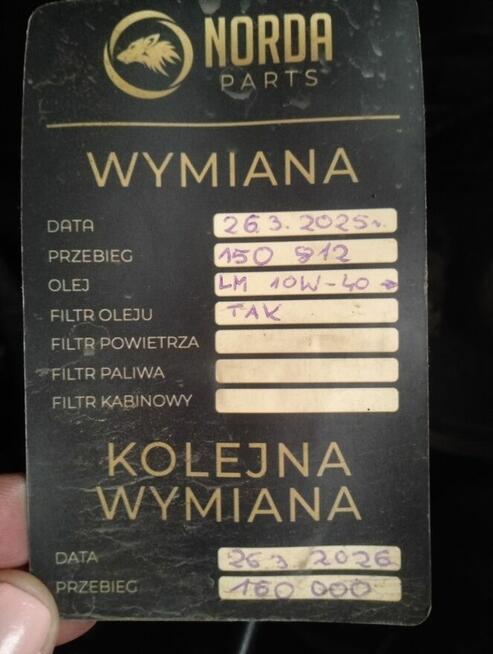 NORDA
PARTS
WYMIANA
DATA 26.3.2025r.
PRZEBIEG 150 812
OLEJ LM 10W-40
FILTR OLEJU TAK
FILTR POWIETRZA
FILTR PALIWA
FILTR KABINOWY
KOLEJNA
WYMIANA
DATA 26 3 2026
PRZEBIEG 160 000